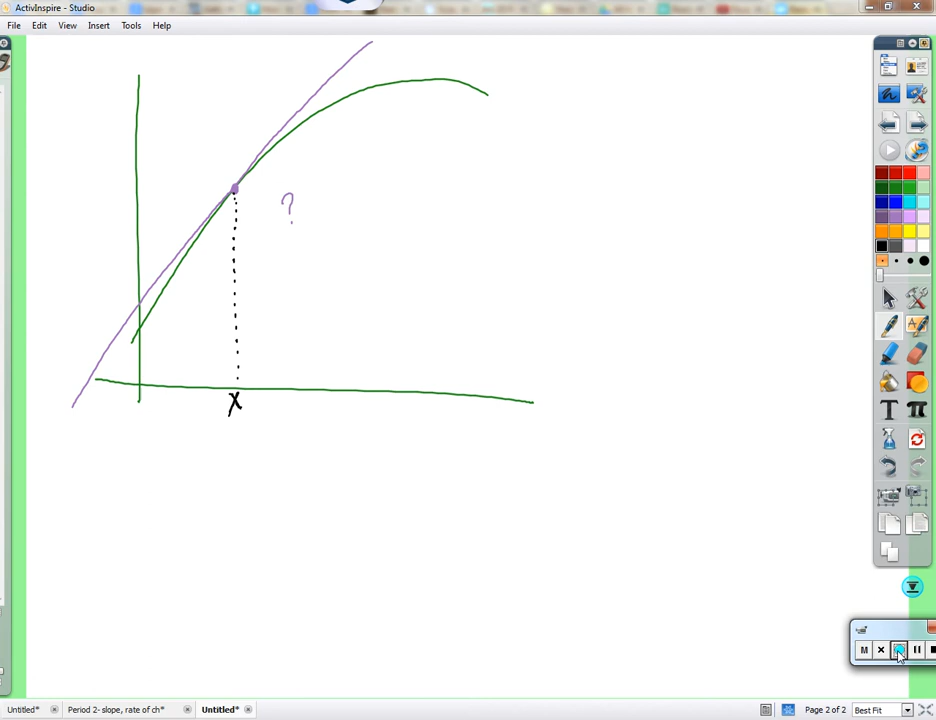 ActivInspire - Studio
File Edit View Insert Tools Help
?
X
T π
M
Untitled* Period 2- slope, rate of ch* Untitled* Page 2 of 2 Best Fit